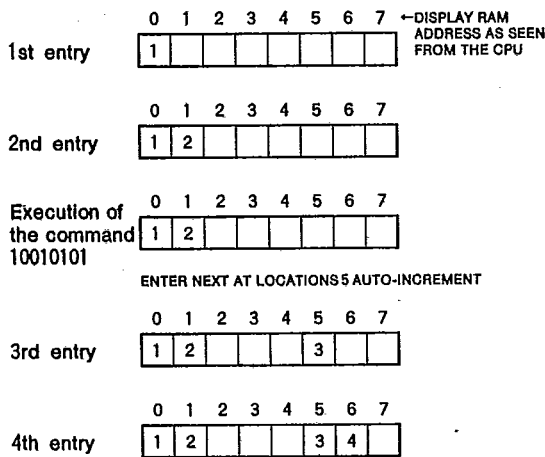 0 1 2 3 4 5 6 7 ←DISPLAY RAM
ADDRESS AS SEEN
FROM THE CPU
1st entry 1
0 1 2 3 4 5 6 7
2nd entry 1 2
0 1 2 3 4 5 6 7
Execution of
the command 1 2
10010101
ENTER NEXT AT LOCATIONS 5 AUTO-INCREMENT
0 1 2 3 4 5 6 7
3rd entry 1 2 3
0 1 2 3 4 5 6 7
4th entry 1 2 3 4